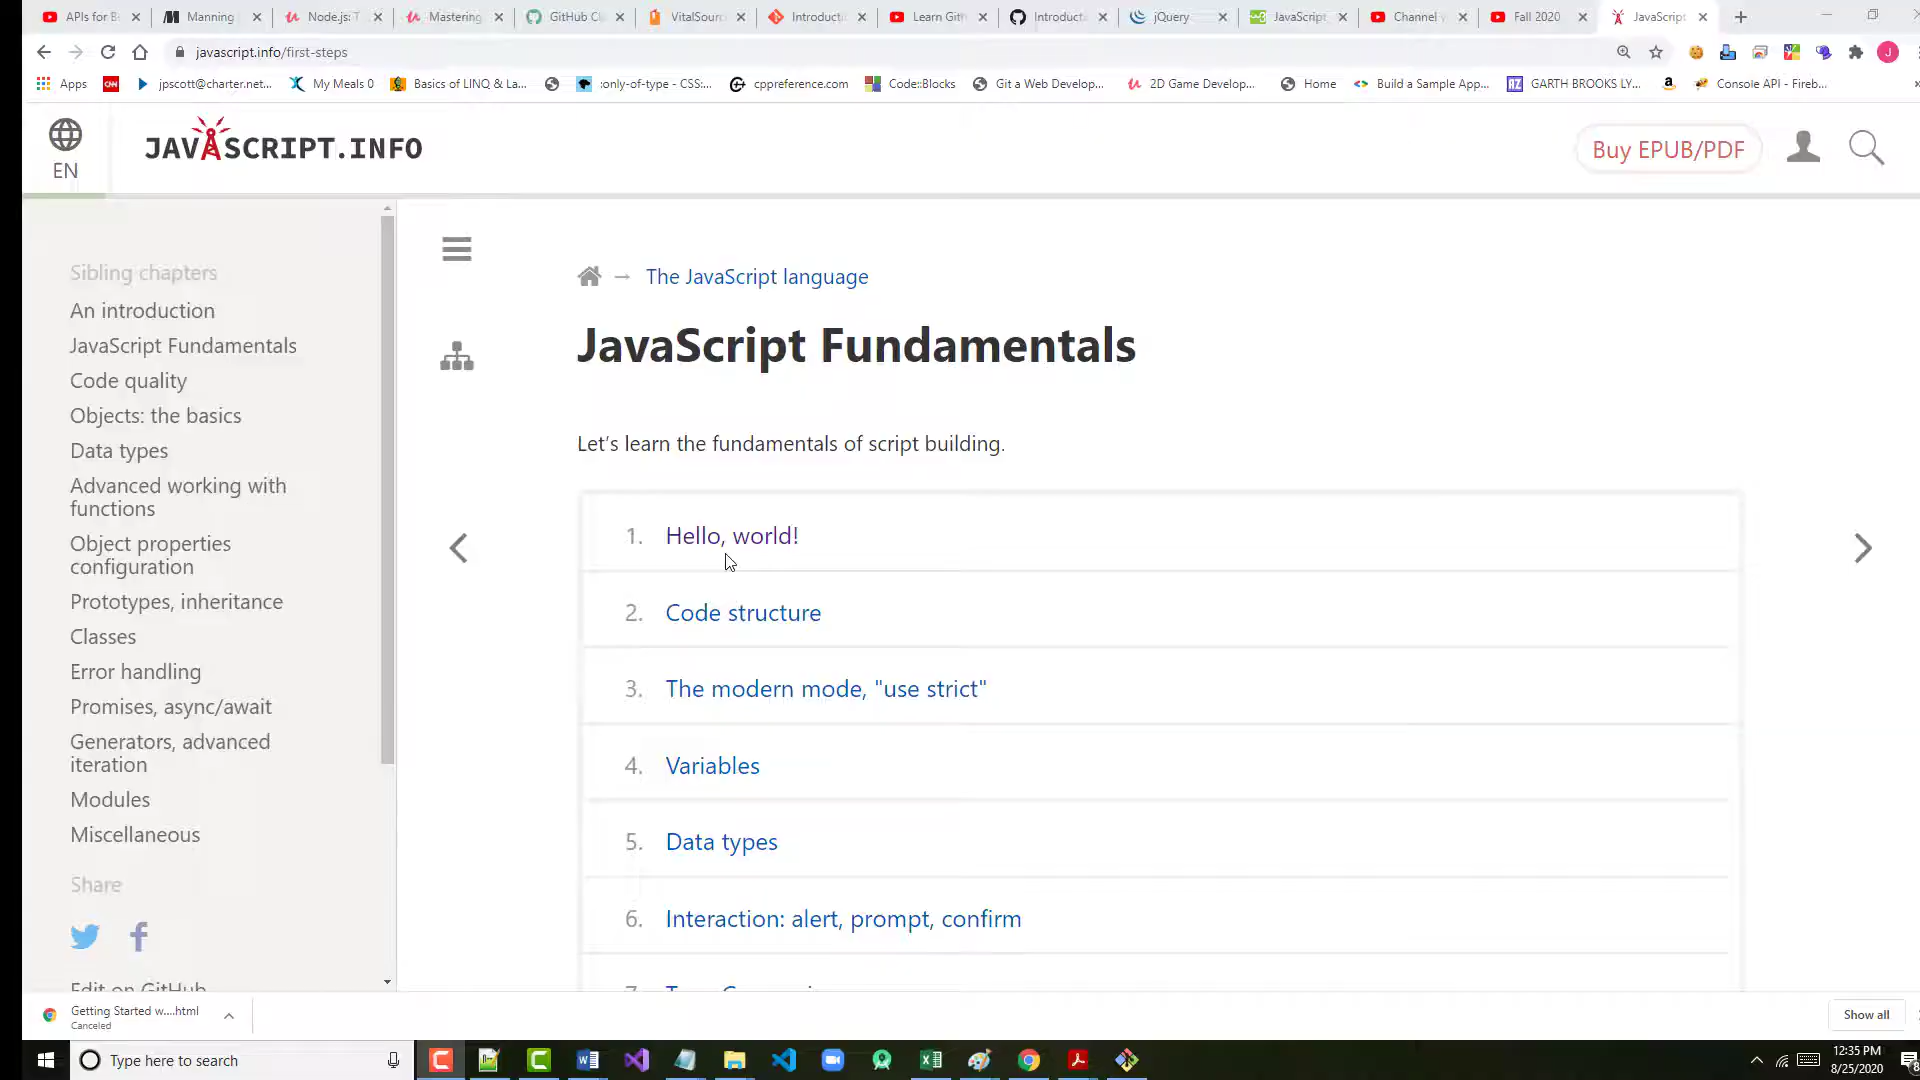 APIs for B
Manning
Node.js: T
Mastering
GitHub Cl
VitalSour
Introducti
Learn Git
Introduct
jQuery
JavaScript
Channel
Fall 2020
JavaScript
javascript.info/first-steps
J
Apps
CNN
jpscott@charter.net...
My Meals 0
Basics of LINQ & La...
:only-of-type - CSS:...
cppreference.com
Code::Blocks
Git a Web Develop...
2D Game Develop...
Home
Build a Sample App...
GARTH BROOKS LY...
Console API - Fireb...
EN
JAVASCRIPT.INFO
Buy EPUB/PDF
Sibling chapters
An introduction
JavaScript Fundamentals
Code quality
Objects: the basics
Data types
Advanced working with
functions
Object properties
configuration
Prototypes, inheritance
Classes
Error handling
Promises, async/await
Generators, advanced
iteration
Modules
Miscellaneous
Share
Edit on GitHub
→ The JavaScript language
JavaScript Fundamentals
Let’s learn the fundamentals of script building.
1. Hello, world!
2. Code structure
3. The modern mode, "use strict"
4. Variables
5. Data types
6. Interaction: alert, prompt, confirm
Getting Started w....html
Canceled
Show all
Type here to search
12:35 PM
8/25/2020